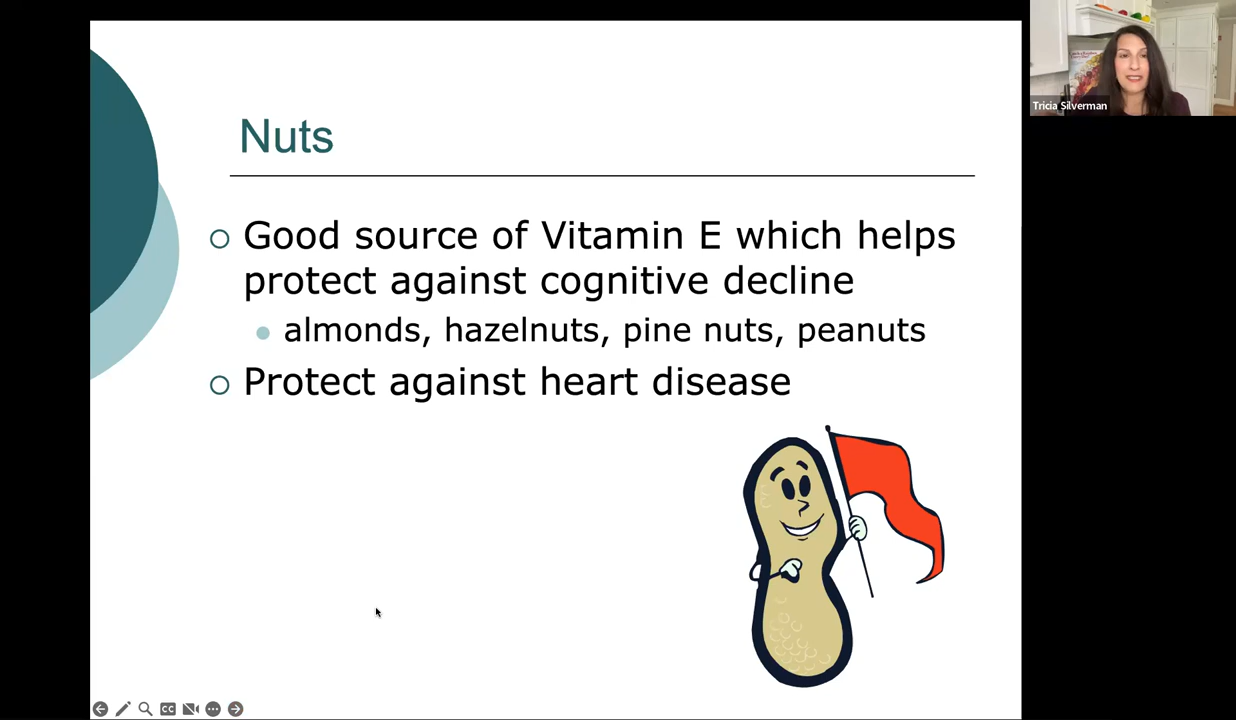 Nuts
Good source of Vitamin E which helps
protect against cognitive decline
almonds, hazelnuts, pine nuts, peanuts
Protect against heart disease
Tricia Silverman
CC